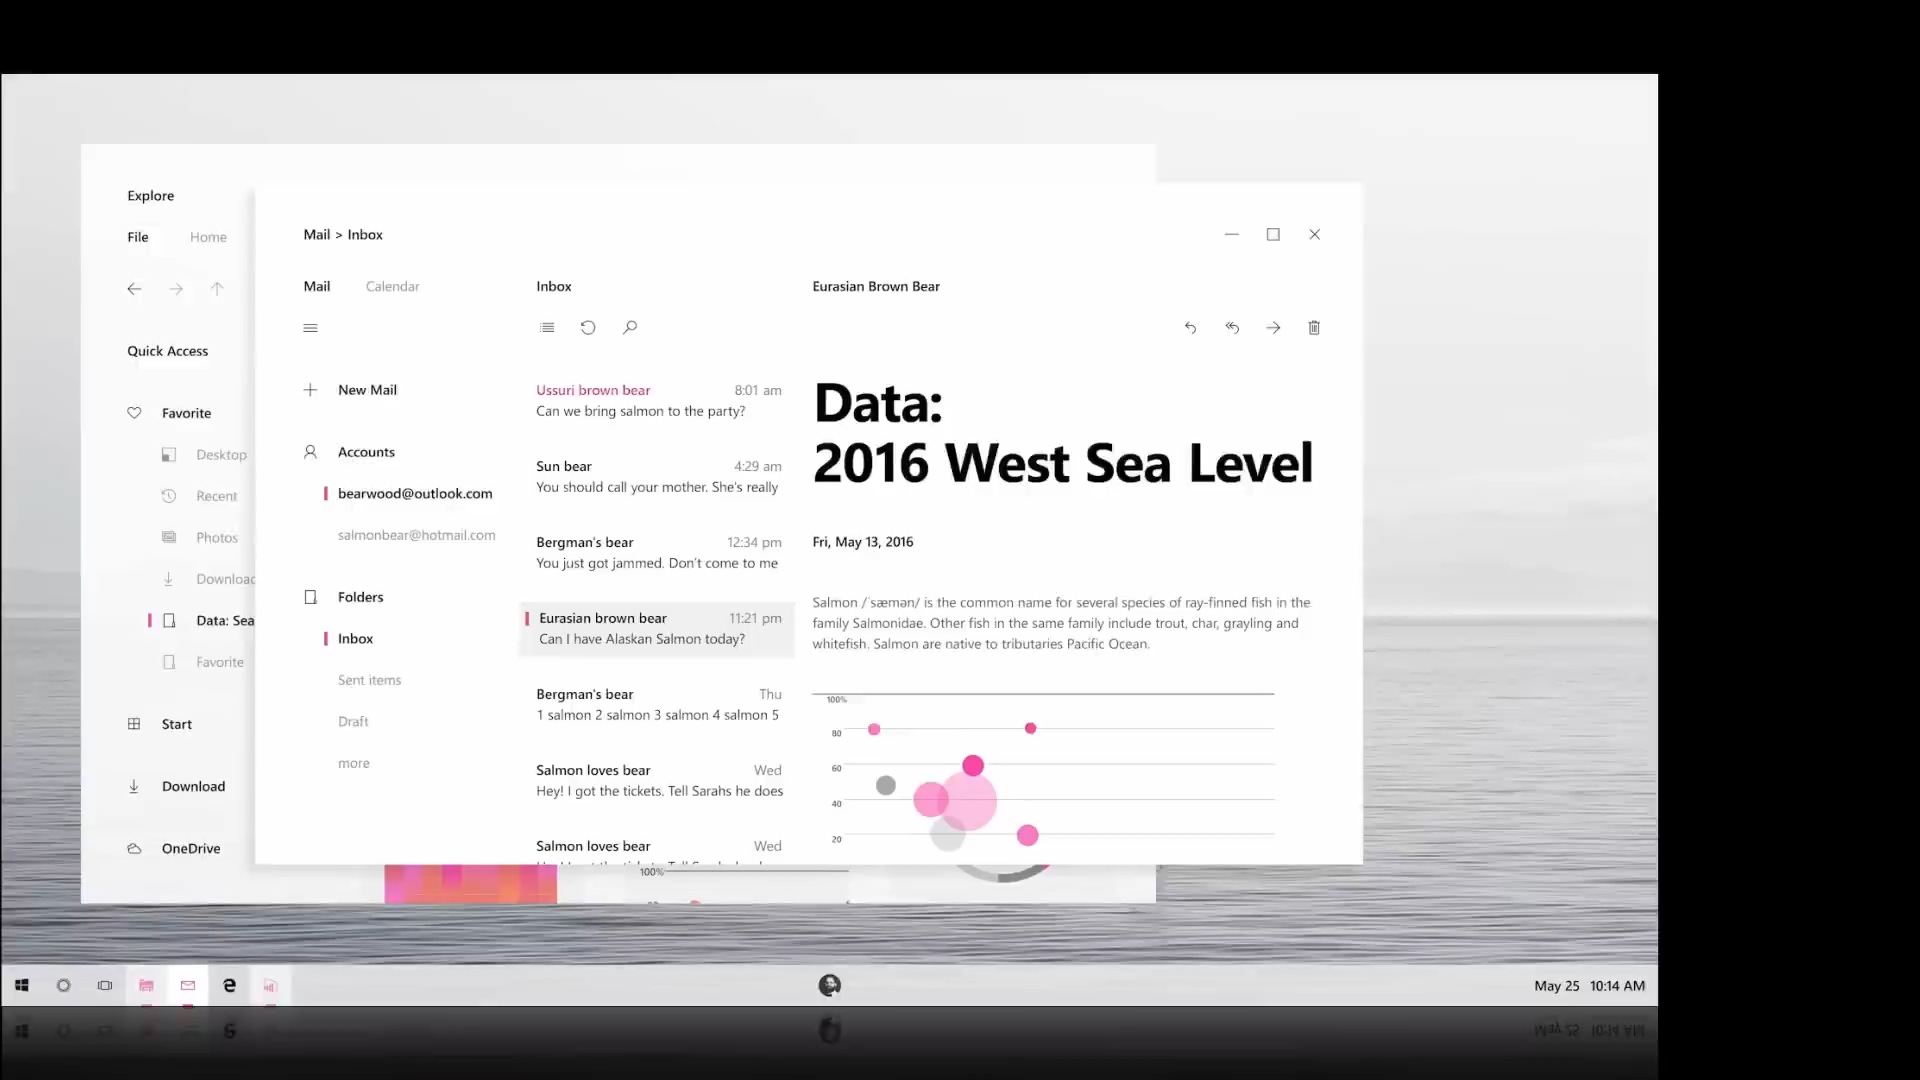 Explore
File Home
Quick Access
Favorite
Desktop
Recent
Photos
Data: Sea
Favorite
Start
Download
OneDrive
Mail > Inbox
Mail Calendar
New Mail
Accounts
bearwood@outlook.com
salmonbear@hotmail.com
Folders
Inbox
Sent items
Draft
more
Inbox
Ussuri brown bear 8:01 am
Can we bring salmon to the party?
Sun bear 4:29 am
You should call your mother. She's really
Bergman's bear 12:34 pm
You just got jammed. Don't come to me
Eurasian brown bear 11:21 pm
Can I have Alaskan Salmon today?
Bergman's bear Thu
1 salmon 2 salmon 3 salmon 4 salmon 5
Salmon loves bear Wed
Hey! I got the tickets. Tell Sarahs he does
Salmon loves bear Wed
Eurasian Brown Bear
Data:
2016 West Sea Level
Fri, May 13, 2016
Salmon /ˈsæmən/ is the common name for several species of ray-finned fish in the
family Salmonidae. Other fish in the same family include trout, char, grayling and
whitefish. Salmon are native to tributaries Pacific Ocean.
100%
80
60
40
20
100%
May 25 10:14 AM